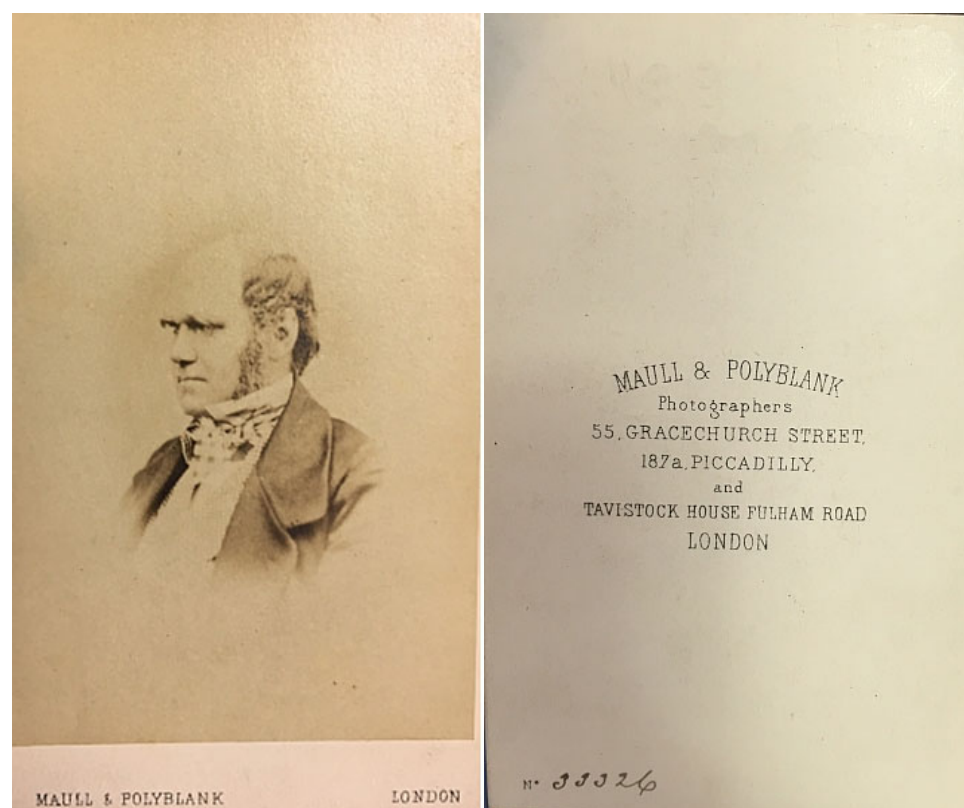 MAULL & POLYBLANK LONDON
MAULL & POLYBLANK
Photographers
55, GRACECHURCH STREET,
187a, PICCADILLY,
and
TAVISTOCK HOUSE FULHAM ROAD
LONDON
No. 33326